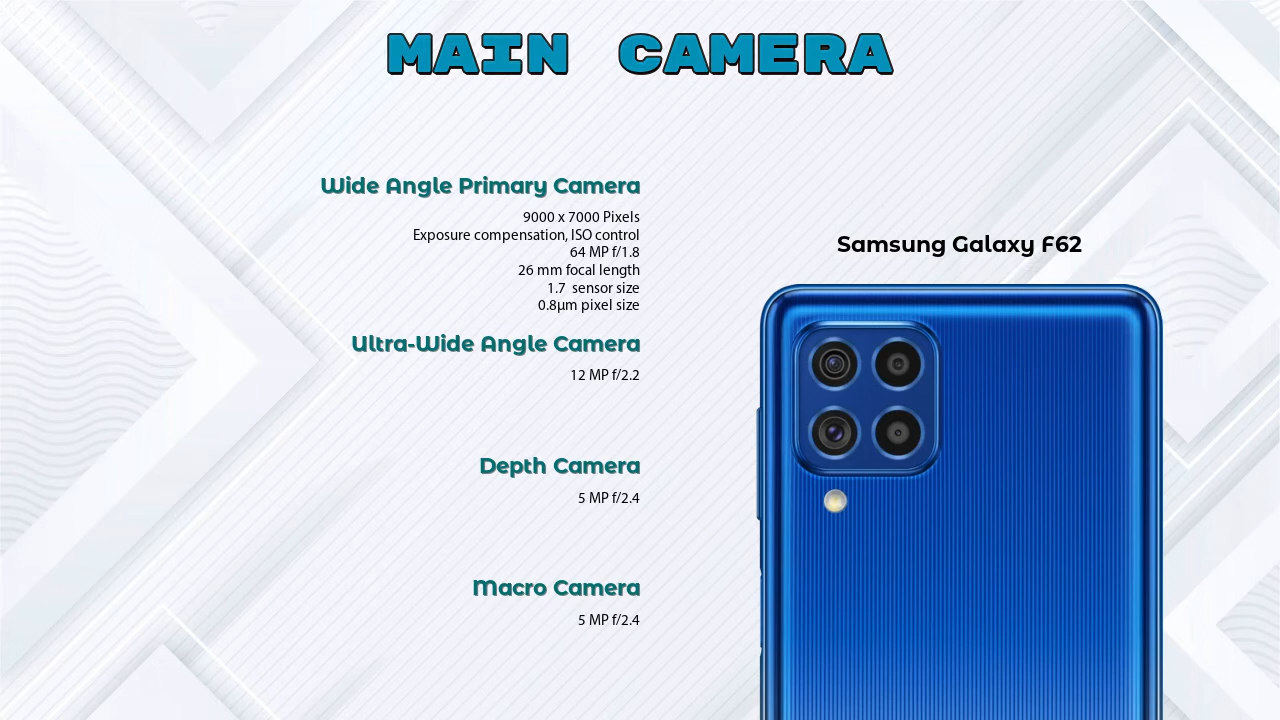 MAIN CAMERA
Wide Angle Primary Camera
9000 x 7000 Pixels
Exposure compensation, ISO control
64 MP f/1.8
26 mm focal length
1.7 sensor size
0.8µm pixel size
Samsung Galaxy F62
Ultra-Wide Angle Camera
12 MP f/2.2
Depth Camera
5 MP f/2.4
Macro Camera
5 MP f/2.4